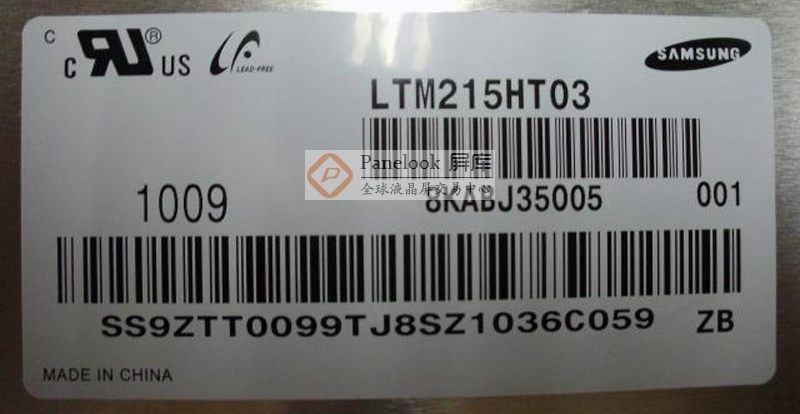 C
c RU® US
LEAD-FREE
SAMSUNG
LTM215HT03
Panelook 屏库
全球液晶屏交易中心
1009
8KABJ35005
001
SS9ZTT0099TJ8SZ1036C059
ZB
MADE IN CHINA